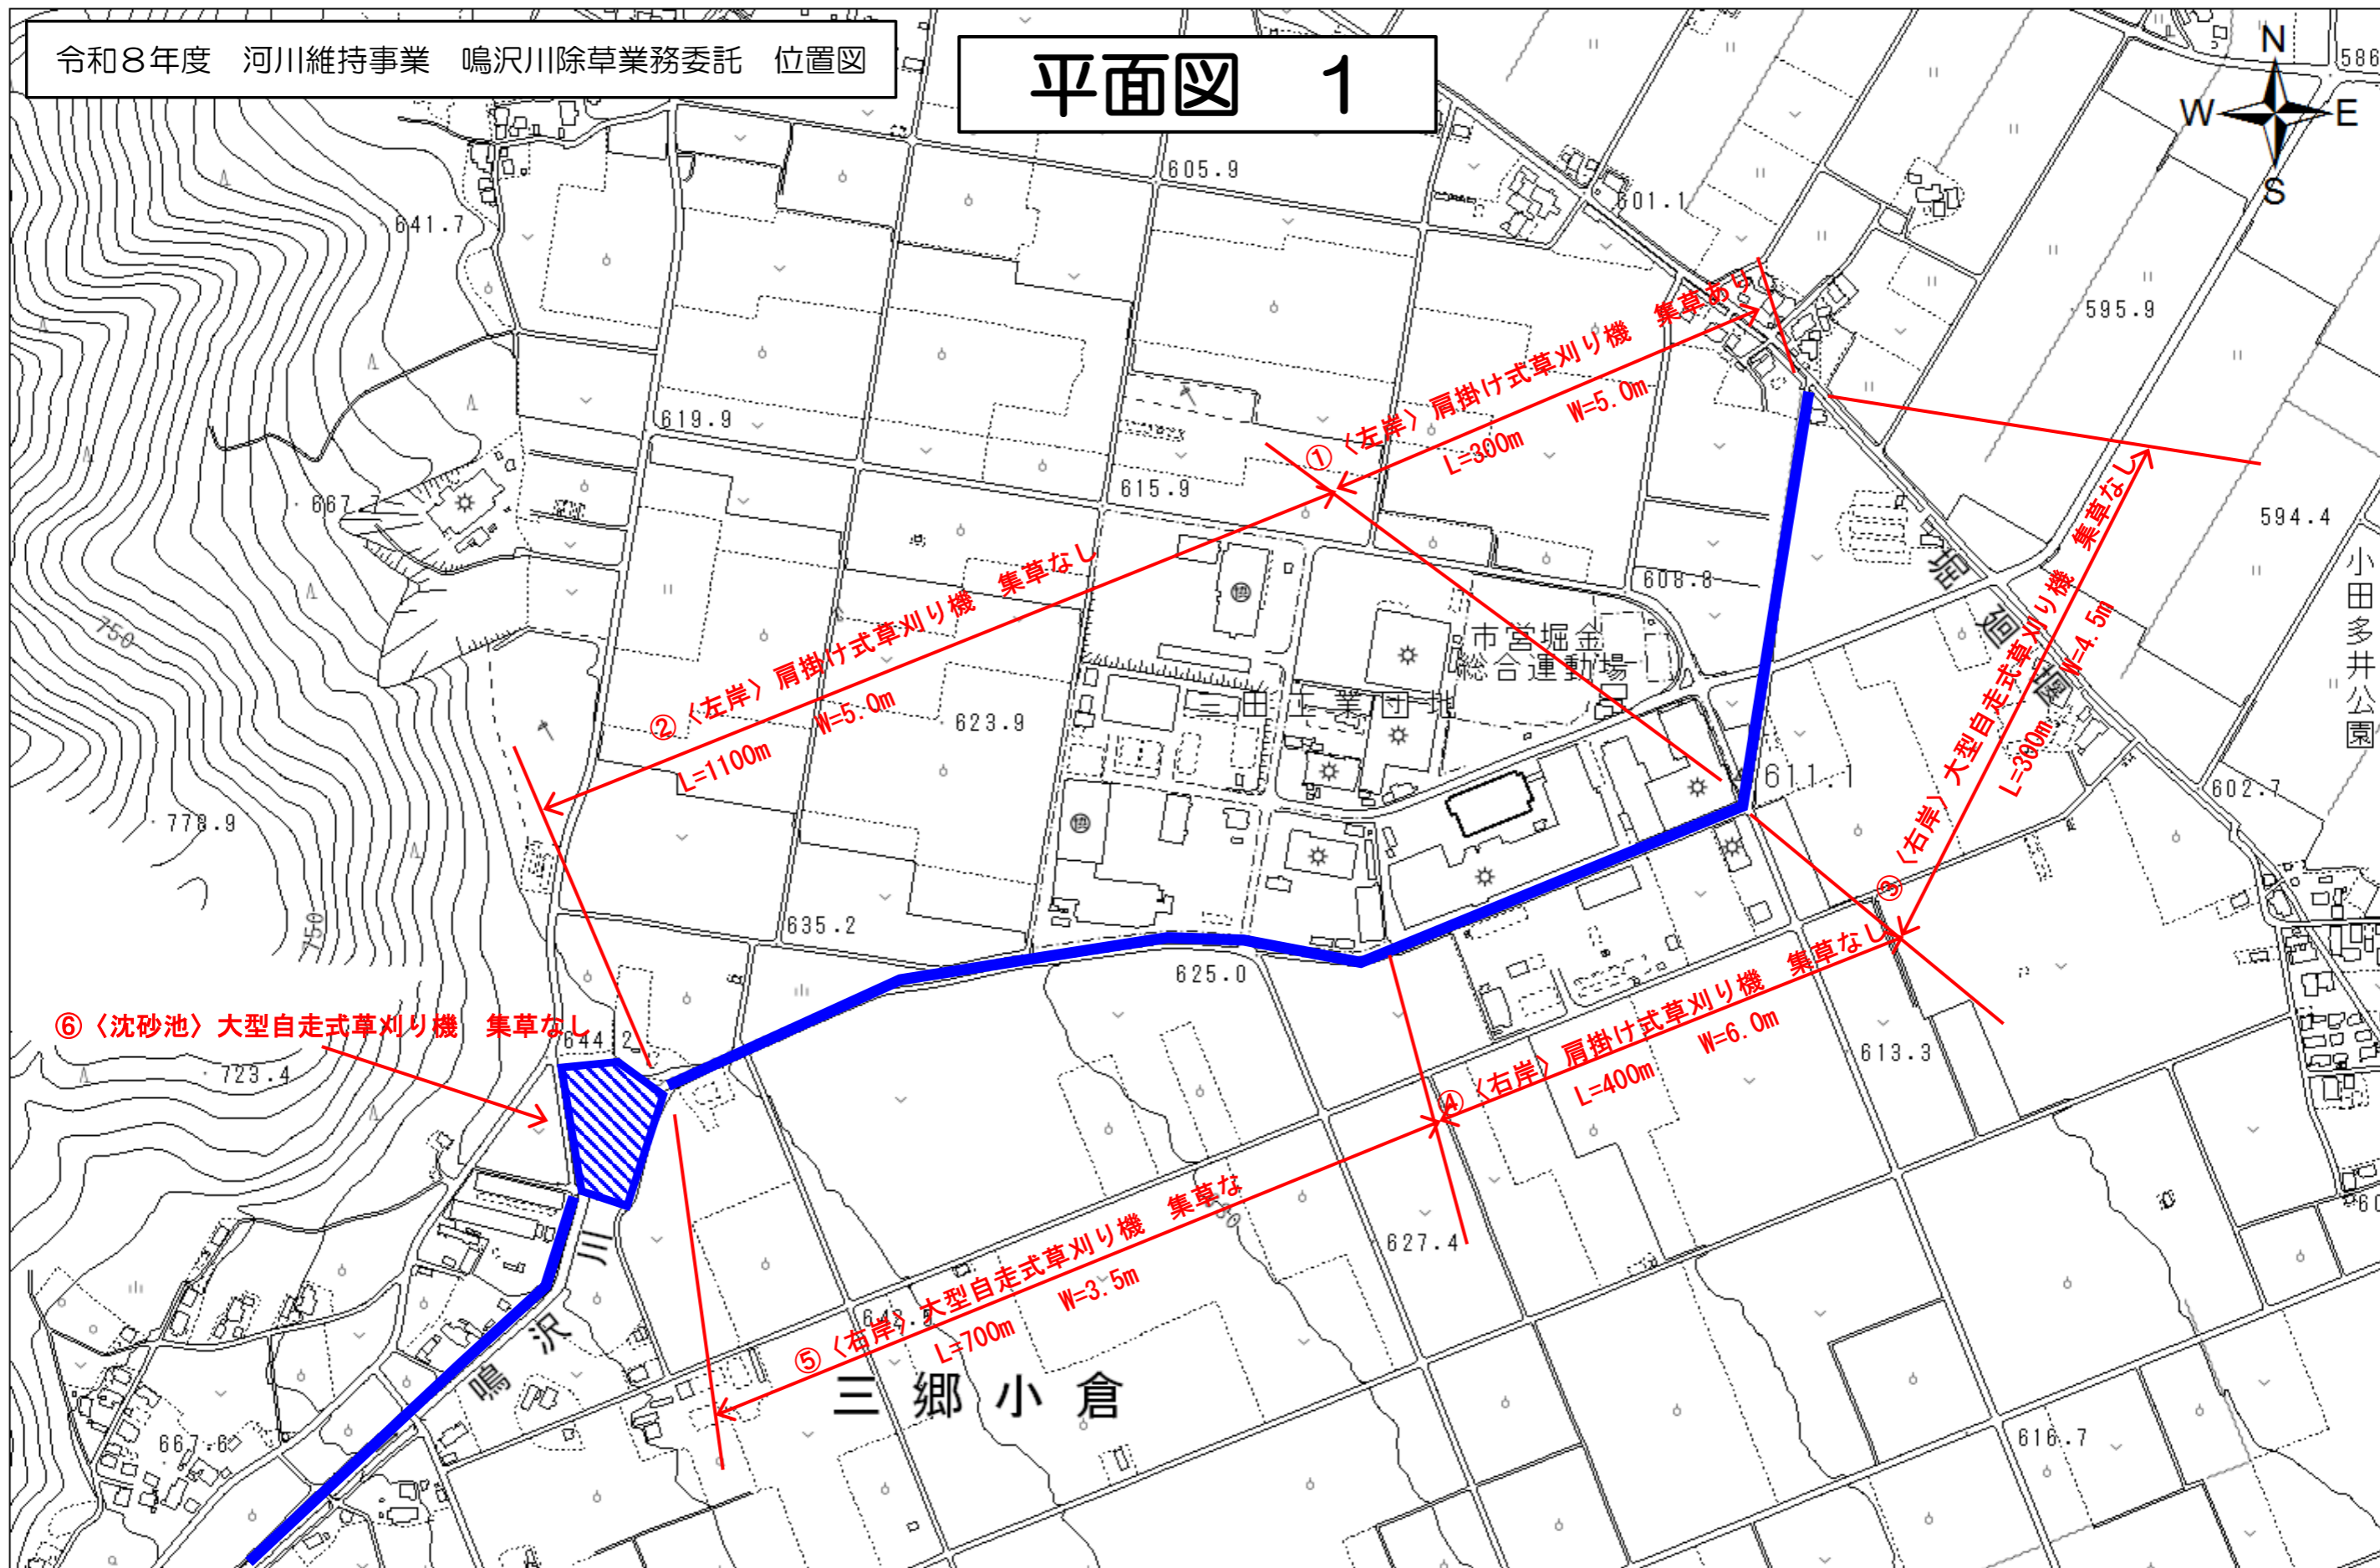 令和８年度　河川維持事業　鳴沢川除草業務委託　位置図
平面図　１
N
W
E
S
586
605.9
601.1
641.7
595.9
①〈左岸〉肩掛け式草刈り機　集草あり
L=300m　W=5.0m
619.9
615.9
667.7
594.4
608.8
750
②〈左岸〉肩掛け式草刈り機　集草なし
L=1100m　W=5.0m
市営堀金
総合運動場
三田工業団地
堀廻堰
小田多井公園
③〈右岸〉大型自走式草刈り機　集草なし
L=300m　W=4.5m
623.9
611.1
602.7
778.9
750
635.2
625.0
⑥〈沈砂池〉大型自走式草刈り機　集草なし
644.2
723.4
④〈右岸〉肩掛け式草刈り機　集草なし
L=400m　W=6.0m
613.3
627.4
⑤〈右岸〉大型自走式草刈り機　集草な
L=700m　W=3.5m
鳴沢川
三郷小倉
667.6
616.7